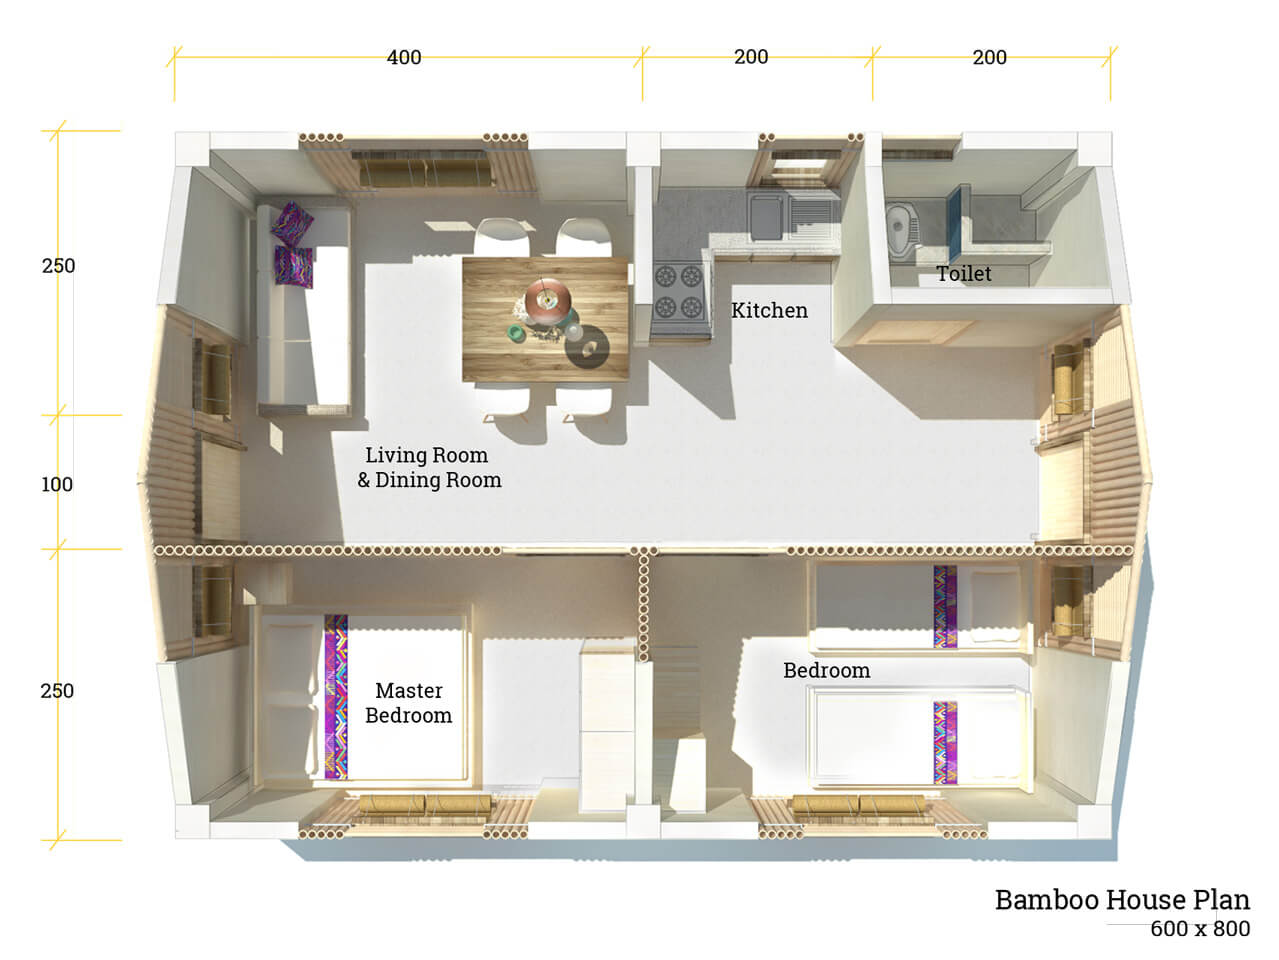 400
200
200
250
Toilet
Kitchen
Living Room
& Dining Room
100
250
Master
Bedroom
Bedroom
Bamboo House Plan
600 x 800